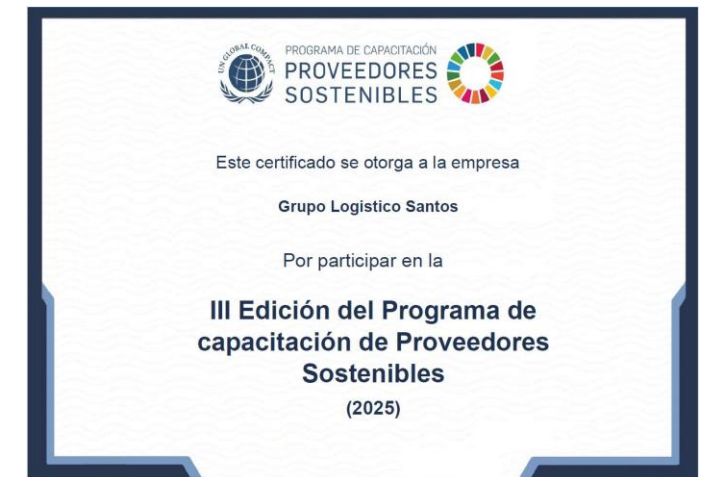 UN GLOBAL COMPACT
PROGRAMA DE CAPACITACIÓN
PROVEEDORES
SOSTENIBLES
Este certificado se otorga a la empresa
Grupo Logistico Santos
Por participar en la
III Edición del Programa de
capacitación de Proveedores
Sostenibles
(2025)